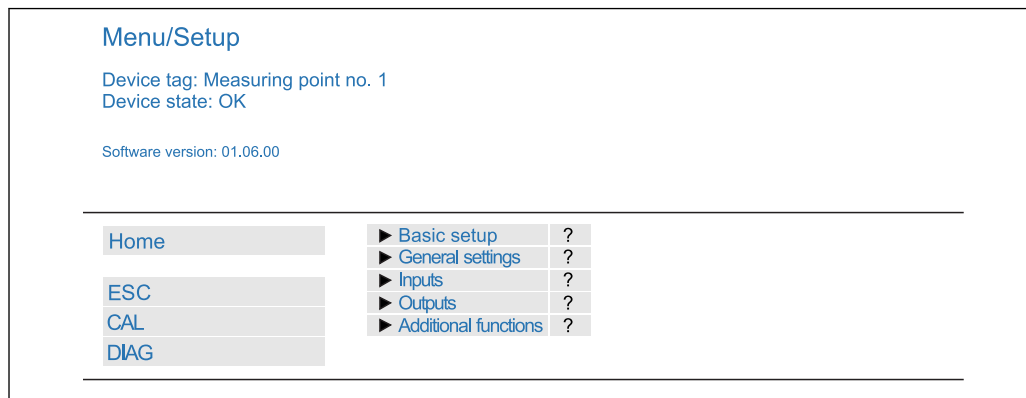 Menu/Setup
Device tag: Measuring point no. 1
Device state: OK
Software version: 01.06.00
Home
ESC
CAL
DIAG
► Basic setup ?
► General settings ?
► Inputs ?
► Outputs ?
► Additional functions ?